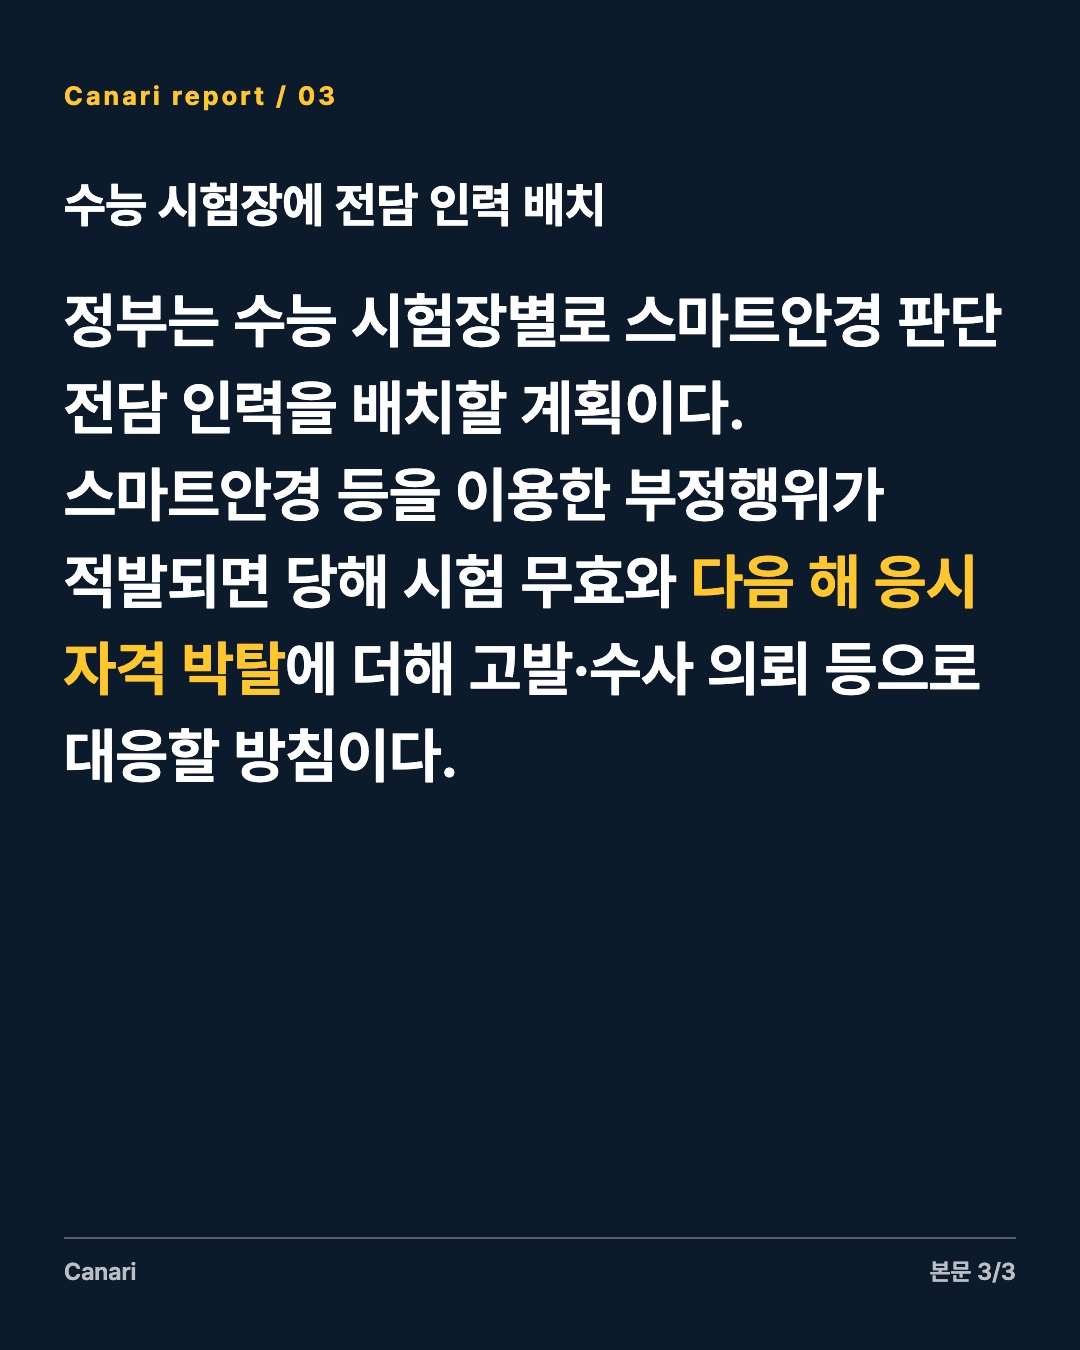 Canari report / 03
수능 시험장에 전담 인력 배치
정부는 수능 시험장별로 스마트안경 판단
전담 인력을 배치할 계획이다.
스마트안경 등을 이용한 부정행위가
적발되면 당해 시험 무효와 다음 해 응시
자격 박탈에 더해 고발·수사 의뢰 등으로
대응할 방침이다.
Canari
본문 3/3